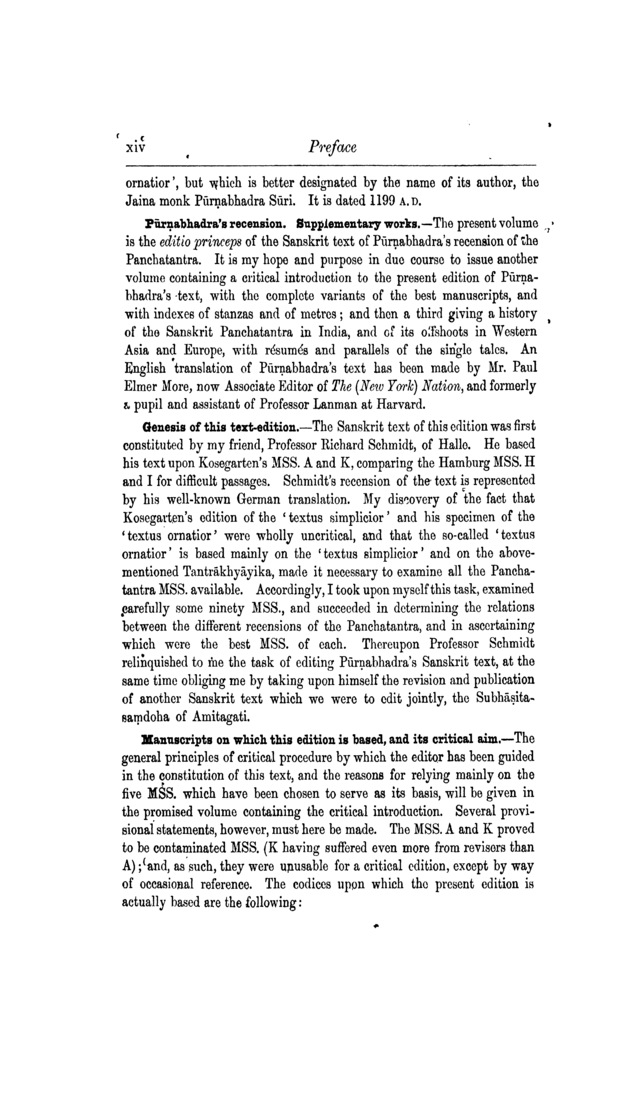 xiv Preface
ornatior', but which is better designated by the name of its author, the
Jaina monk Pūrṇabhadra Sūri. It is dated 1199 A.D.
Pūrṇabhadra's recension. Supplementary works.—The present volume
is the editio princeps of the Sanskrit text of Pūrṇabhadra's recension of the
Panchatantra. It is my hope and purpose in due course to issue another
volume containing a critical introduction to the present edition of Pūrṇa-
bhadra's text, with the complete variants of the best manuscripts, and
with indexes of stanzas and of metres; and then a third giving a history
of the Sanskrit Panchatantra in India, and of its offshoots in Western
Asia and Europe, with résumés and parallels of the single tales. An
English translation of Pūrṇabhadra's text has been made by Mr. Paul
Elmer More, now Associate Editor of The (New York) Nation, and formerly
a pupil and assistant of Professor Lanman at Harvard.
Genesis of this text-edition.—The Sanskrit text of this edition was first
constituted by my friend, Professor Richard Schmidt, of Halle. He based
his text upon Kosegarten's MSS. A and K, comparing the Hamburg MSS. H
and I for difficult passages. Schmidt's recension of the text is represented
by his well-known German translation. My discovery of the fact that
Kosegarten's edition of the 'textus simplicior' and his specimen of the
'textus ornatior' were wholly uncritical, and that the so-called 'textus
ornatior' is based mainly on the 'textus simplicior' and on the above-
mentioned Tantrākhyāyika, made it necessary to examine all the Pancha-
tantra MSS. available. Accordingly, I took upon myself this task, examined
carefully some ninety MSS., and succeeded in determining the relations
between the different recensions of the Panchatantra, and in ascertaining
which were the best MSS. of each. Thereupon Professor Schmidt
relinquished to me the task of editing Pūrṇabhadra's Sanskrit text, at the
same time obliging me by taking upon himself the revision and publication
of another Sanskrit text which we were to edit jointly, the Subhāṣita-
saṃdoha of Amitagati.
Manuscripts on which this edition is based, and its critical aim.—The
general principles of critical procedure by which the editor has been guided
in the constitution of this text, and the reasons for relying mainly on the
five MSS. which have been chosen to serve as its basis, will be given in
the promised volume containing the critical introduction. Several provi-
sional statements, however, must here be made. The MSS. A and K proved
to be contaminated MSS. (K having suffered even more from revisers than
A); and, as such, they were unusable for a critical edition, except by way
of occasional reference. The codices upon which the present edition is
actually based are the following: